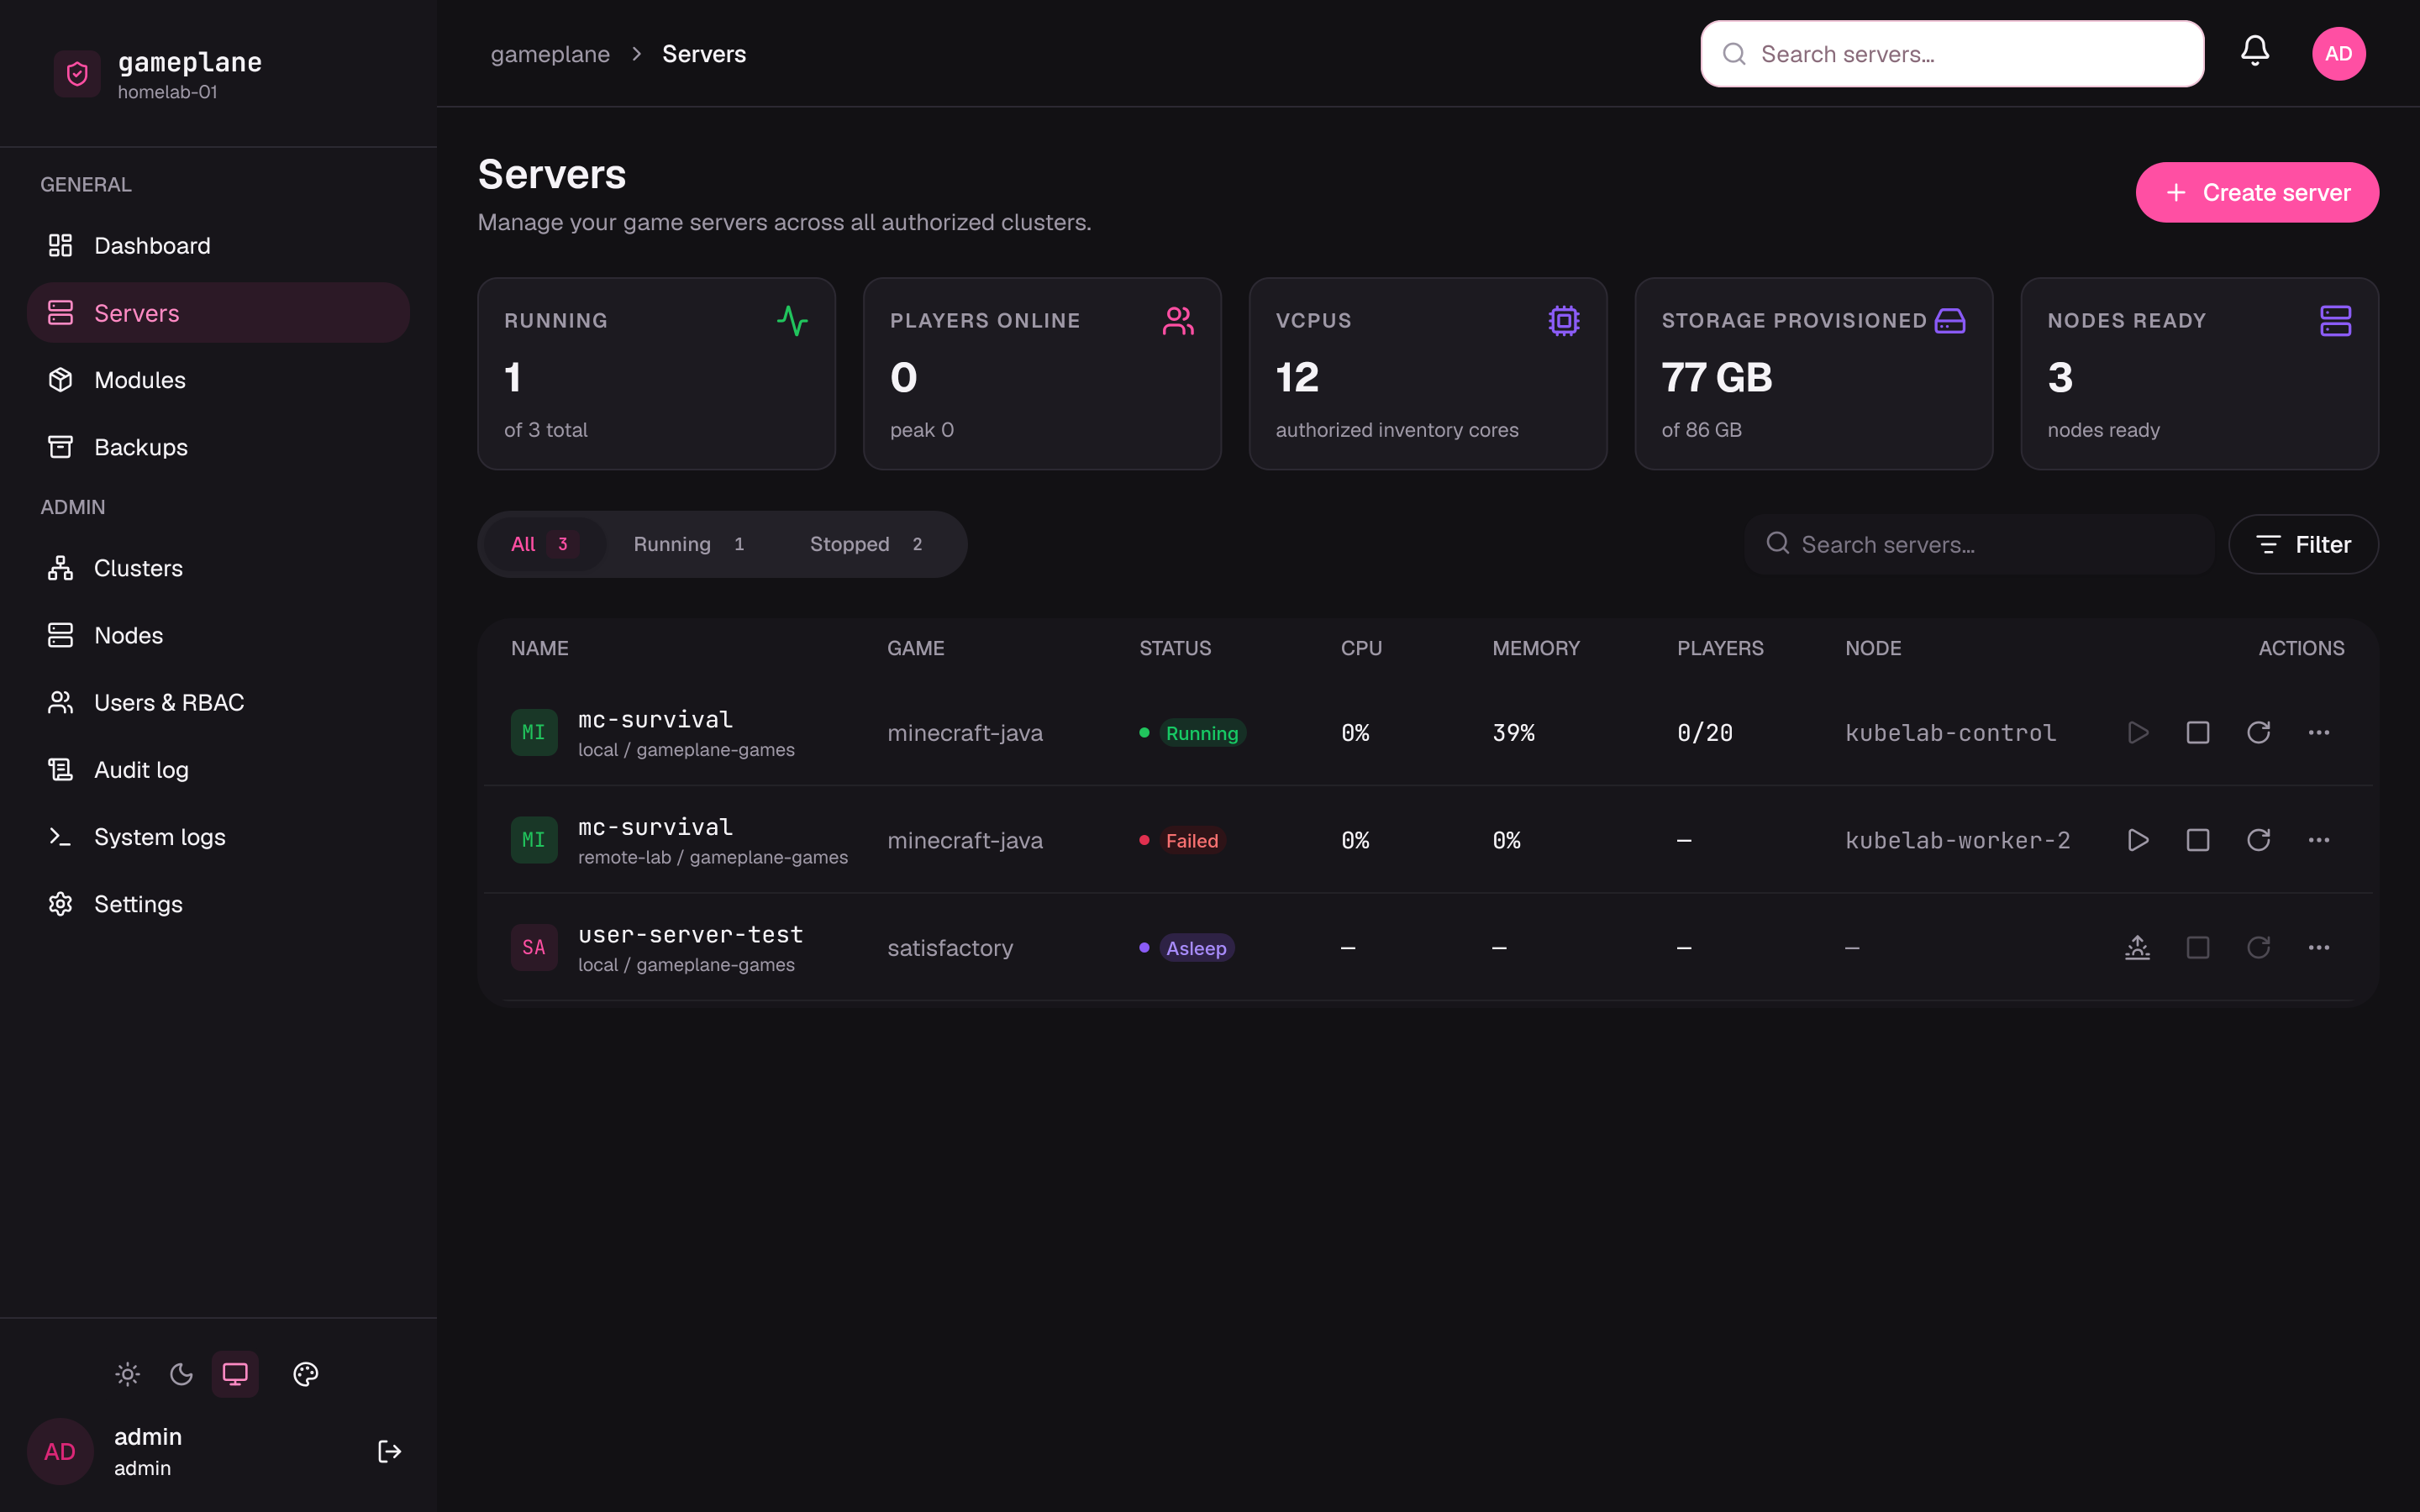 gameplane
homelab-01
GENERAL
Dashboard
Servers
Modules
Backups
ADMIN
Clusters
Nodes
Users & RBAC
Audit log
System logs
Settings
AD
admin
admin
gameplane > Servers
Search servers...
AD
Servers
Manage your game servers across all authorized clusters.
Create server
RUNNING
1
of 3 total
PLAYERS ONLINE
0
peak 0
VCPUS
12
authorized inventory cores
STORAGE PROVISIONED
77 GB
of 86 GB
NODES READY
3
nodes ready
All 3 Running 1 Stopped 2
Search servers...
Filter
NAME GAME STATUS CPU MEMORY PLAYERS NODE ACTIONS
MI mc-survival minecraft-java Running 0% 39% 0/20 kubelab-control
local / gameplane-games
MI mc-survival minecraft-java Failed 0% 0% — kubelab-worker-2
remote-lab / gameplane-games
SA user-server-test satisfactory Asleep — — — —
local / gameplane-games